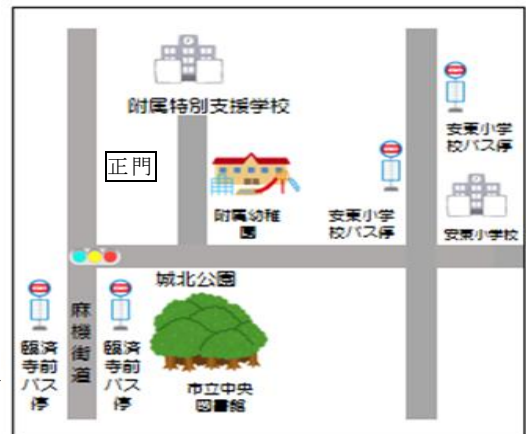 附属特別支援学校
正門
安東小学
校バス停
附属幼稚
園
安東小学
校バス停
安東小学校
城北公園
臨済
寺前
バス
停
麻機街道
臨済
寺前
バス
停
市立中央
図書館